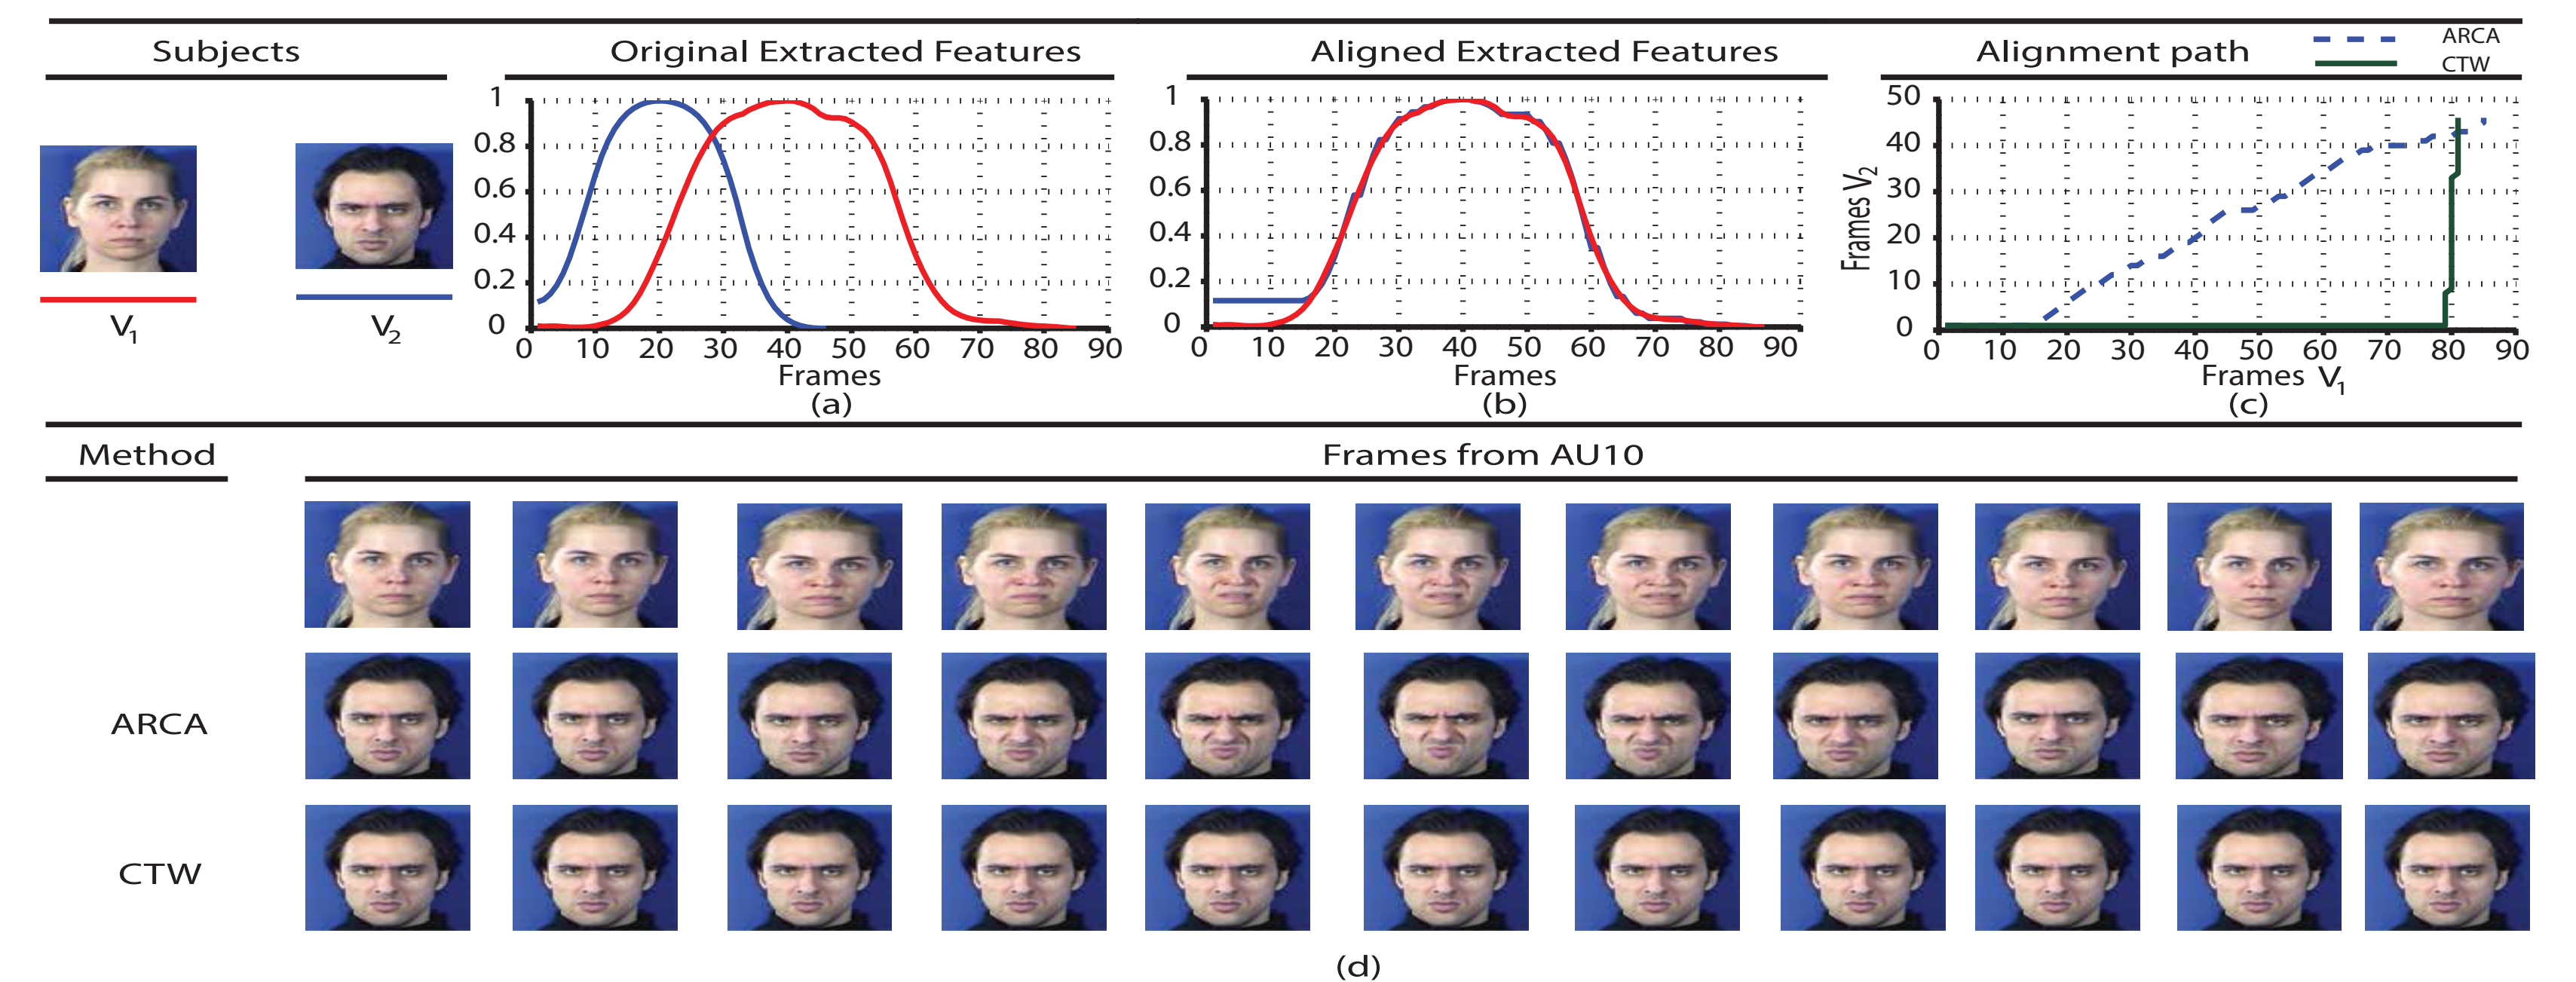 Subjects
Original Extracted Features
Aligned Extracted Features
Alignment path
ARCA
CTW
V1
V2
1
0.8
0.6
0.4
0.2
0
0 10 20 30 40 50 60 70 80 90
Frames
(a)
1
0.8
0.6
0.4
0.2
0
0 10 20 30 40 50 60 70 80 90
Frames
(b)
Frames V2
50
40
30
20
10
0
0 10 20 30 40 50 60 70 80 90
Frames V1
(c)
Method
Frames from AU10
ARCA
CTW
(d)